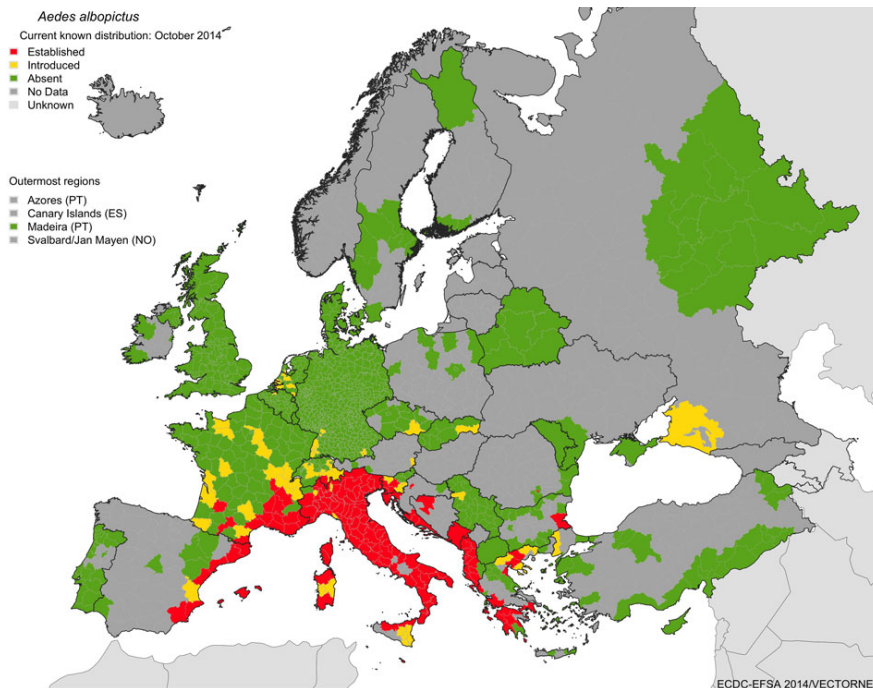 Aedes albopictus
Current known distribution: October 2014
Established
Introduced
Absent
No Data
Unknown
Outermost regions
Azores (PT)
Canary Islands (ES)
Madeira (PT)
Svalbard/Jan Mayen (NO)
ECDC-EFSA 2014/VECTORNE